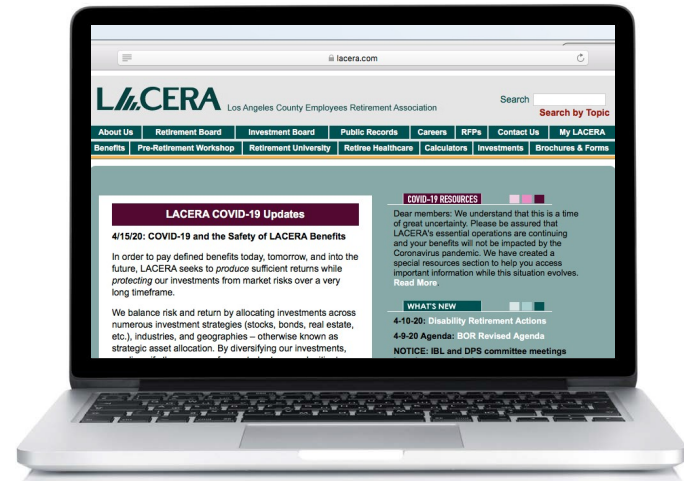 lacera.com
LACERA Los Angeles County Employees Retirement Association
Search
Search by Topic
About Us Retirement Board Investment Board Public Records Careers RFPs Contact Us My LACERA
Benefits Pre-Retirement Workshop Retirement University Retiree Healthcare Calculators Investments Brochures & Forms
LACERA COVID-19 Updates
4/15/20: COVID-19 and the Safety of LACERA Benefits
In order to pay defined benefits today, tomorrow, and into the
future, LACERA seeks to produce sufficient returns while
protecting our investments from market risks over a very
long timeframe.
We balance risk and return by allocating investments across
numerous investment strategies (stocks, bonds, real estate,
etc.), industries, and geographies – otherwise known as
strategic asset allocation. By diversifying our investments,
COVID-19 RESOURCES
Dear members: We understand that this is a time
of great uncertainty. Please be assured that
LACERA's essential operations are continuing
and your benefits will not be impacted by the
Coronavirus pandemic. We have created a
special resources section to help you access
important information while this situation evolves.
Read More.
WHAT'S NEW
4-10-20: Disability Retirement Actions
4-9-20 Agenda: BOR Revised Agenda
NOTICE: IBL and DPS committee meetings